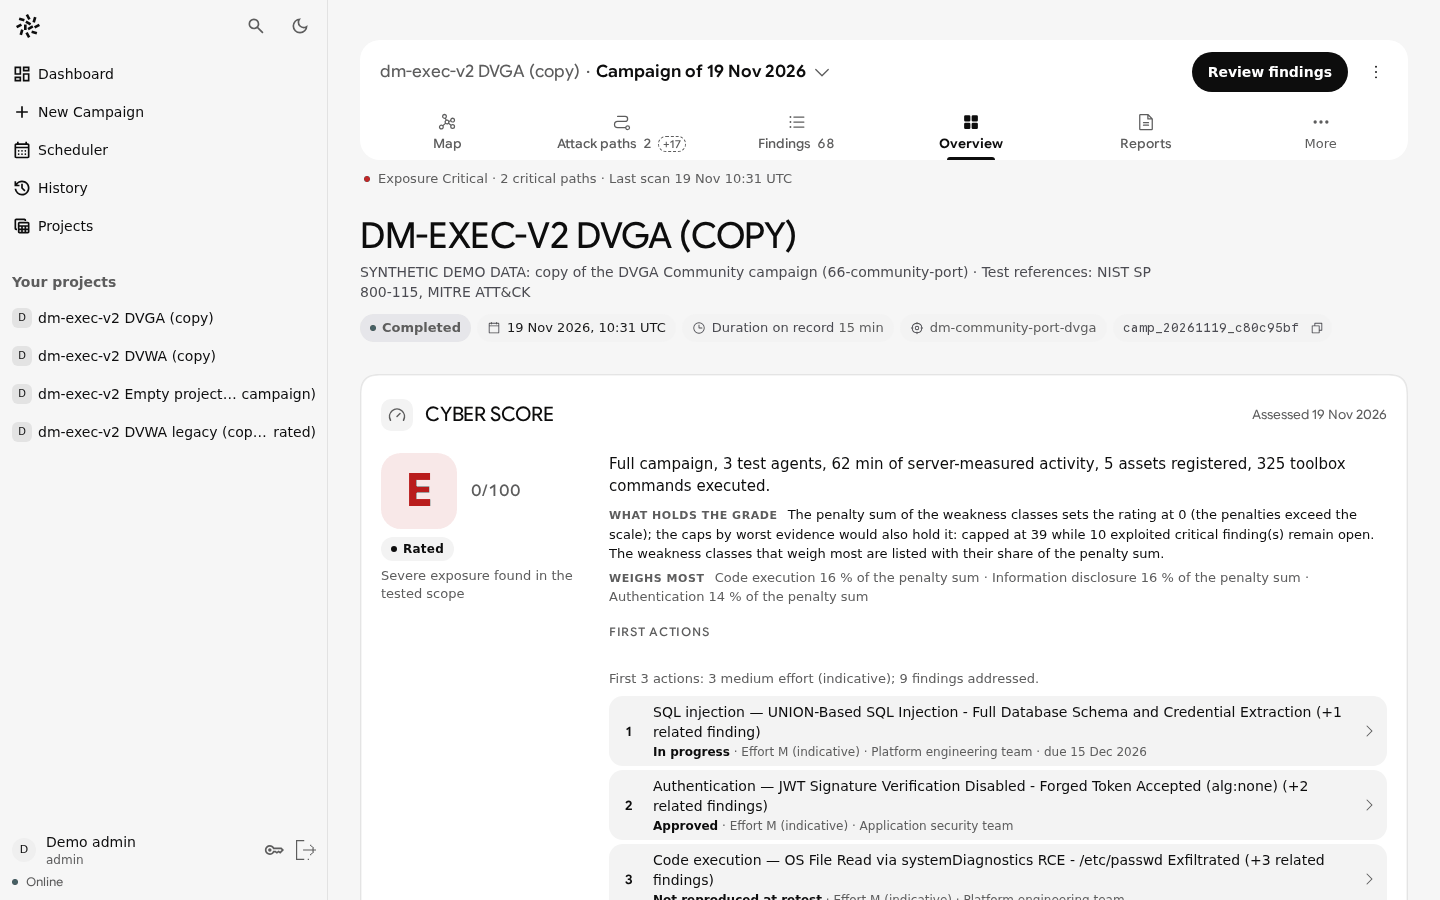 Dashboard
New Campaign
Scheduler
History
Projects
Your projects
D dm-exec-v2 DVGA (copy)
D dm-exec-v2 DVWA (copy)
D dm-exec-v2 Empty project… campaign)
D dm-exec-v2 DVWA legacy (cop… rated)
D Demo admin
admin
Online
dm-exec-v2 DVGA (copy) · Campaign of 19 Nov 2026
Review findings
Map
Attack paths 2 +17
Findings 68
Overview
Reports
More
Exposure Critical · 2 critical paths · Last scan 19 Nov 10:31 UTC
DM-EXEC-V2 DVGA (COPY)
SYNTHETIC DEMO DATA: copy of the DVGA Community campaign (66-community-port) · Test references: NIST SP
800-115, MITRE ATT&CK
Completed
19 Nov 2026, 10:31 UTC
Duration on record 15 min
dm-community-port-dvga
camp_20261119_c80c95bf
CYBER SCORE
Assessed 19 Nov 2026
E
0/100
Rated
Severe exposure found in the
tested scope
Full campaign, 3 test agents, 62 min of server-measured activity, 5 assets registered, 325 toolbox
commands executed.
WHAT HOLDS THE GRADE The penalty sum of the weakness classes sets the rating at 0 (the penalties exceed the
scale); the caps by worst evidence would also hold it: capped at 39 while 10 exploited critical finding(s) remain open.
The weakness classes that weigh most are listed with their share of the penalty sum.
WEIGHS MOST Code execution 16 % of the penalty sum · Information disclosure 16 % of the penalty sum ·
Authentication 14 % of the penalty sum
FIRST ACTIONS
First 3 actions: 3 medium effort (indicative); 9 findings addressed.
1
SQL injection — UNION-Based SQL Injection - Full Database Schema and Credential Extraction (+1
related finding)
In progress · Effort M (indicative) · Platform engineering team · due 15 Dec 2026
2
Authentication — JWT Signature Verification Disabled - Forged Token Accepted (alg:none) (+2
related findings)
Approved · Effort M (indicative) · Application security team
3
Code execution — OS File Read via systemDiagnostics RCE - /etc/passwd Exfiltrated (+3 related
findings)
Not reproduced at retest · Effort M (indicative) · Platform engineering team